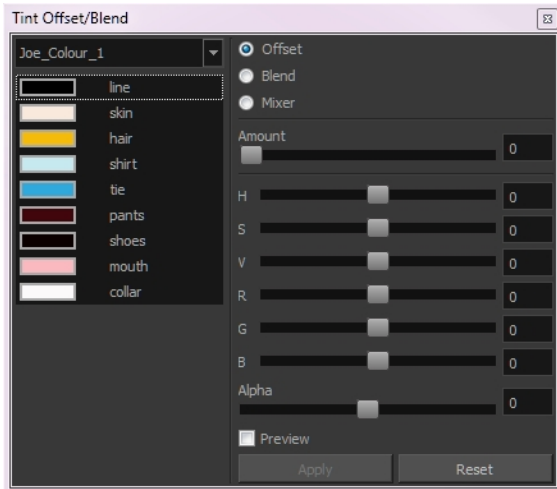 Tint Offset/Blend
Joe_Colour_1
line
skin
hair
shirt
tie
pants
shoes
mouth
collar
Offset
Blend
Mixer
Amount
0
H 0
S 0
V 0
R 0
G 0
B 0
Alpha
0
Preview
Apply Reset